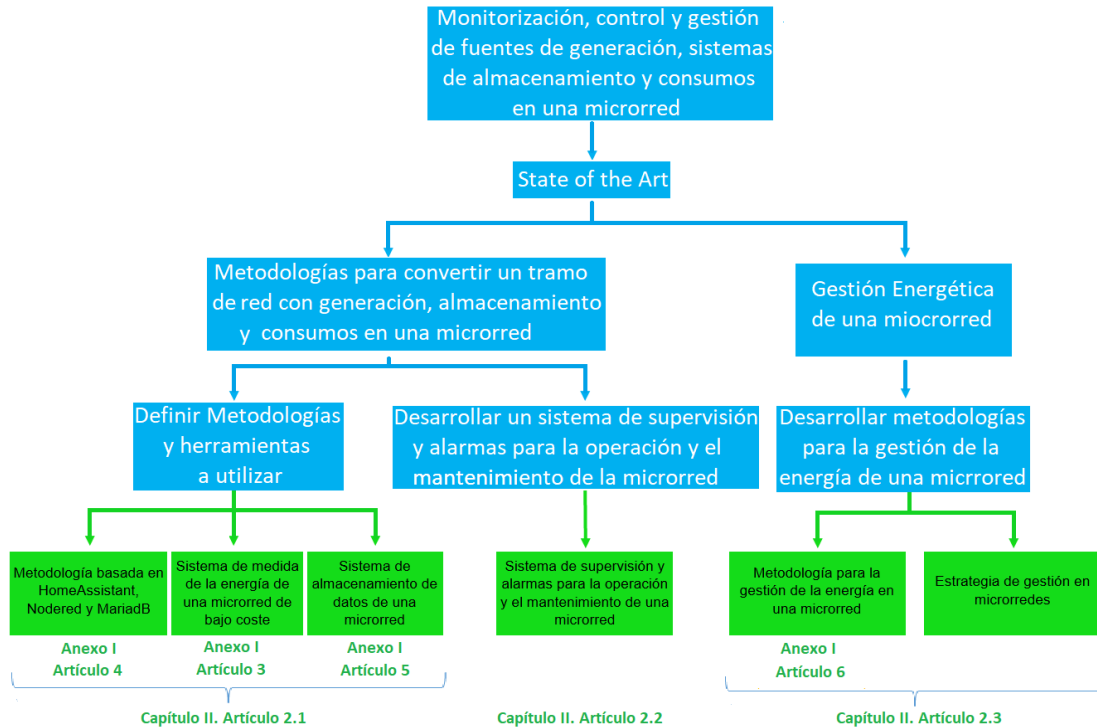 Monitorización, control y gestión
de fuentes de generación, sistemas
de almacenamiento y consumos
en una microrred
State of the Art
Metodologías para convertir un tramo
de red con generación, almacenamiento
y consumos en una microrred
Gestión Energética
de una miocrorred
Definir Metodologías
y herramientas
a utilizar
Desarrollar un sistema de supervisión
y alarmas para la operación y el
mantenimiento de la microrred
Desarrollar metodologías
para la gestión de la
energía de una micrrored
Metodología basada en
HomeAssistant,
Nodered y MariadB
Sistema de medida
de la energía de
una microrred de
bajo coste
Sistema de
almacenamiento de
datos de una
microrred
Sistema de supervisión y
alarmas para la operación
y el mantenimiento de una
microrred
Metodología para la
gestión de la energía en
una microrred
Estrategia de gestión en
microrredes
Anexo I
Artículo 4
Anexo I
Artículo 3
Anexo I
Artículo 5
Anexo I
Artículo 6
Capítulo II. Artículo 2.1
Capítulo II. Artículo 2.2
Capítulo II. Artículo 2.3